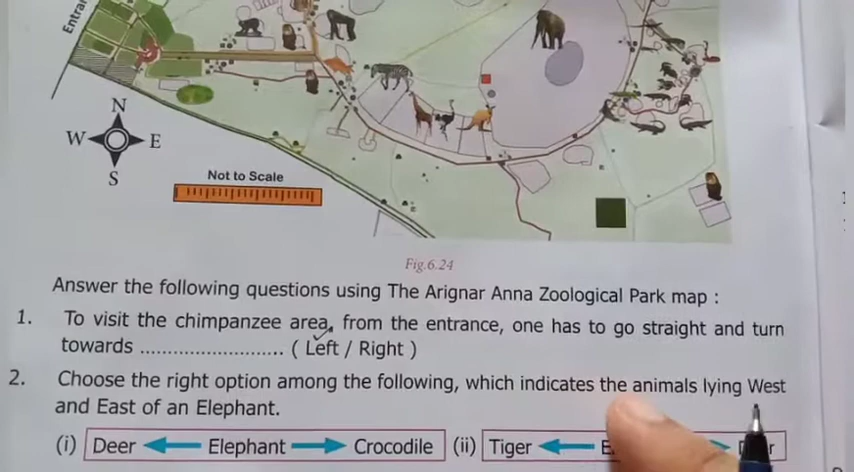 Entra
N
W E
S
Not to Scale
Fig.6.24
Answer the following questions using The Arignar Anna Zoological Park map :
1. To visit the chimpanzee area, from the entrance, one has to go straight and turn
towards ........................ ( Left / Right )
2. Choose the right option among the following, which indicates the animals lying West
and East of an Elephant.
(i) Deer Elephant Crocodile (ii) Tiger